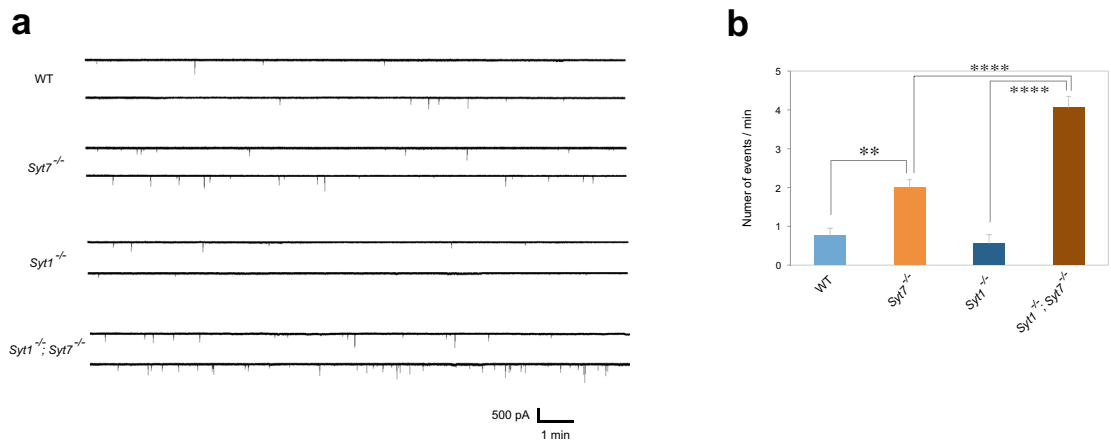 a
WT
Syt7-/-
Syt1-/-
Syt1-/-; Syt7-/-
500 pA
1 min
b
Numer of events / min
5
4
3
2
1
0
**
****
****
WT
Syt7-/-
Syt1-/-
Syt1-/-; Syt7-/-